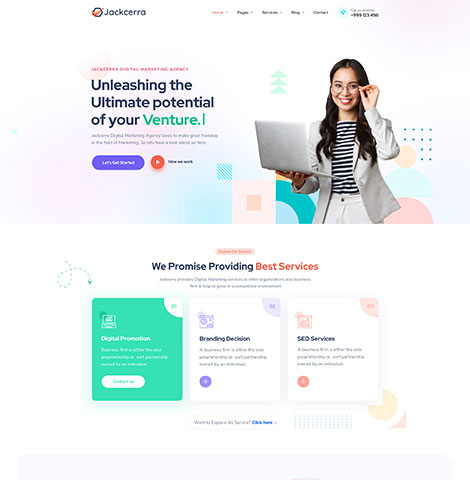 Jackcerra
Home
Pages
Services
Blog
Contact
+999 123 456
JACKCERRA DIGITAL MARKETING AGENCY
Unleashing the
Ultimate potential
of your Venture.
Jackcerra Digital Marketing Agency loves to make great footstep
in the field of Marketing. So lets have a look about us here.
Let's Get Started
How we work
Explore Our Services
We Promise Providing Best Services
Jackcerra provides Digital Marketing services to other organizations also business
firm & help to grow in a competitive environment
01
Digital Promotion
Business firm is either the sole
proprietorship or sort partnership
owned by an individual.
Contact us
02
Branding Decision
A business firm is either the sole
proprietorship or sort partnership
owned by an individual.
03
SEO Services
A business firm is either the sole
proprietorship or sort partnership
owned by an individual.
Want to Explore All Service? Click here